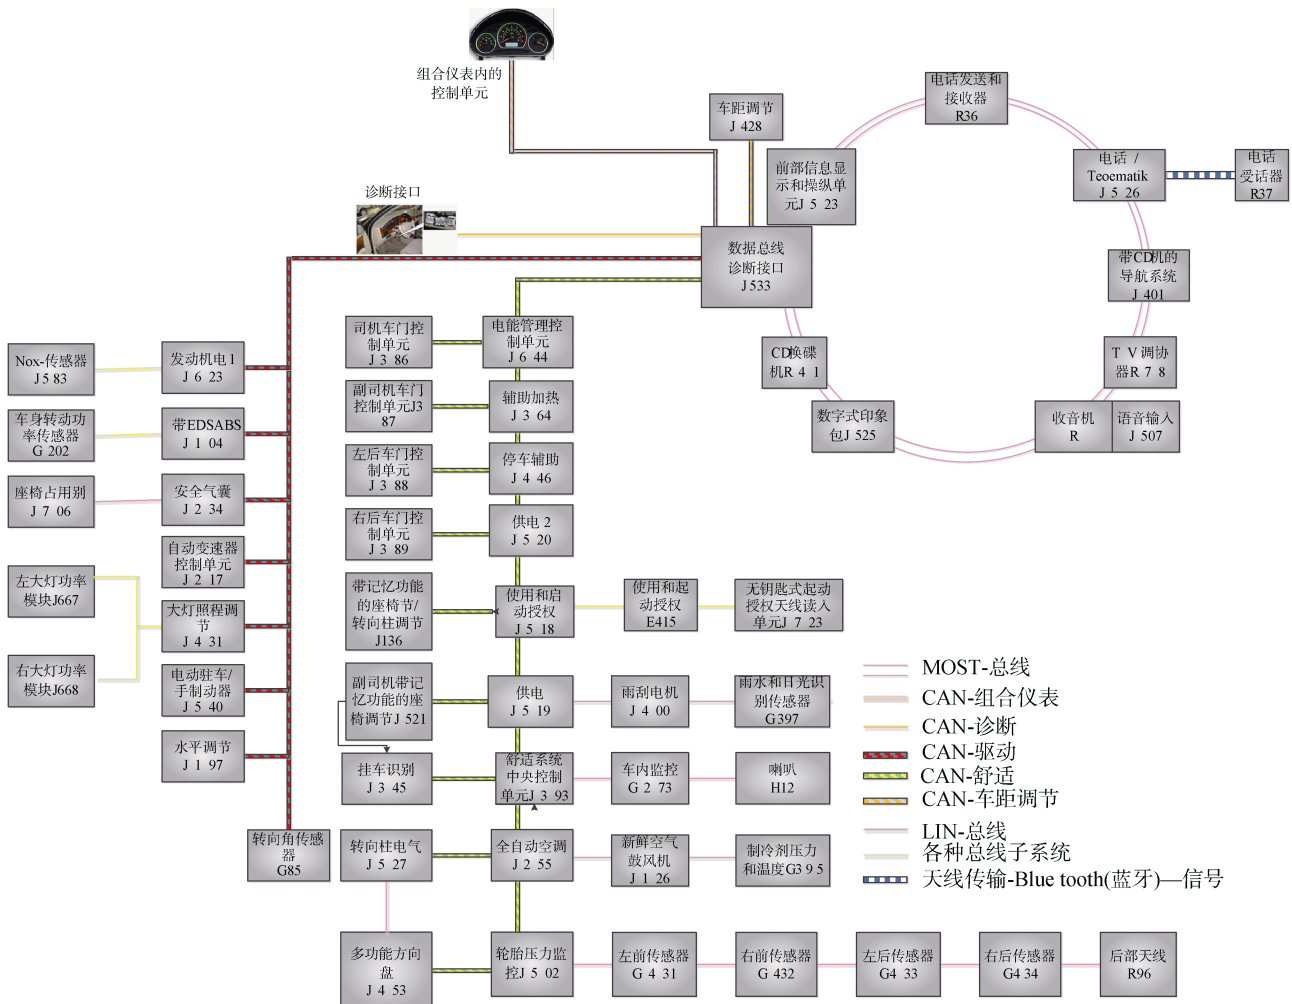 组合仪表内的
控制单元
车距调节
J 428
电话发送和
接收器
R36
前部信息显
示和操纵单
元J 5 23
电话 /
Teoematik
J 5 26
电话
受话器
R37
诊断接口
数据总线
诊断接口
J533
带CD机的
导航系统
J 401
司机车门控
制单元
J 3 86
电能管理控
制单元
J 6 44
CD换碟
机R 4 1
T V调协
器R 7 8
Nox-传感器
J 5 83
发动机电 1
J 6 23
副司机车门
控制单元J3
87
辅助加热
J 3 64
数字式印象
包J 525
收音机
R
语音输入
J 507
车身转动功
率传感器
G 202
带EDSABS
J 1 04
左后车门控
制单元
J 3 88
停车辅助
J 4 46
座椅占用别
J 7 06
安全气囊
J 2 34
右后车门控
制单元
J 3 89
供电 2
J 5 20
自动变速器
控制单元
J 2 17
左大灯功率
模块J667
带记忆功能
的座椅节/
转向柱调节
J136
使用和启
动授权
J 5 18
使用和起
动授权
E415
无钥匙式起动
授权天线读入
单元J 7 23
大灯照程调
节
J 4 31
右大灯功率
模块J668
电动驻车/
手制动器
J 5 40
副司机带记
忆功能的座
椅调节J 521
供电
J 5 19
雨刮电机
J 4 00
雨水和日光识
别传感器
G397
水平调节
J 1 97
挂车识别
J 3 45
舒适系统
中央控制
单元J 3 93
车内监控
G 2 73
喇叭
H12
转向角传感
器
G85
转向柱电气
J 5 27
全自动空调
J 2 55
新鲜空气
鼓风机
J 1 26
制冷剂压力
和温度G3 9 5
多功能方向
盘
J 4 53
轮胎压力监
控J 5 02
左前传感器
G 4 31
右前传感器
G 432
左后传感器
G4 33
右后传感器
G4 34
后部天线
R96
MOST-总线
CAN-组合仪表
CAN-诊断
CAN-驱动
CAN-舒适
CAN-车距调节
LIN-总线
各种总线子系统
天线传输-Blue tooth(蓝牙)—信号